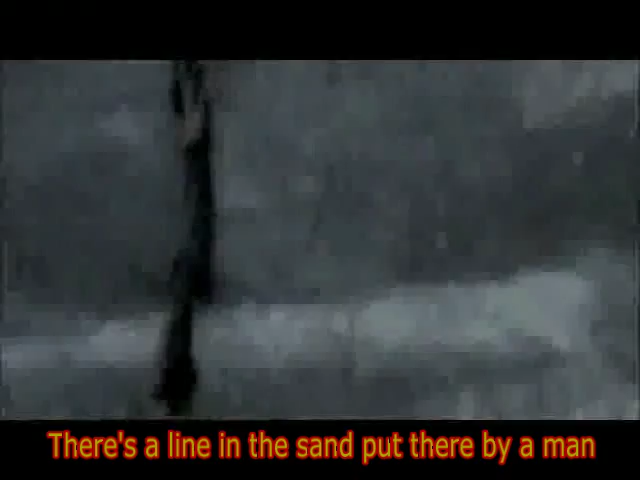 There's a line in the sand put there by a man